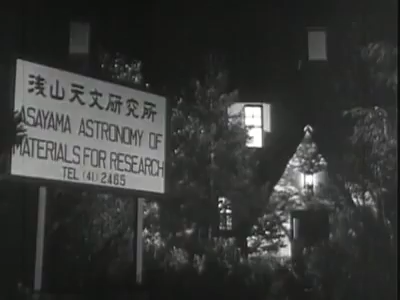 浅山天文研究所
ASAYAMA ASTRONOMY OF
MATERIALS FOR RESEARCH
TEL (41) 2465